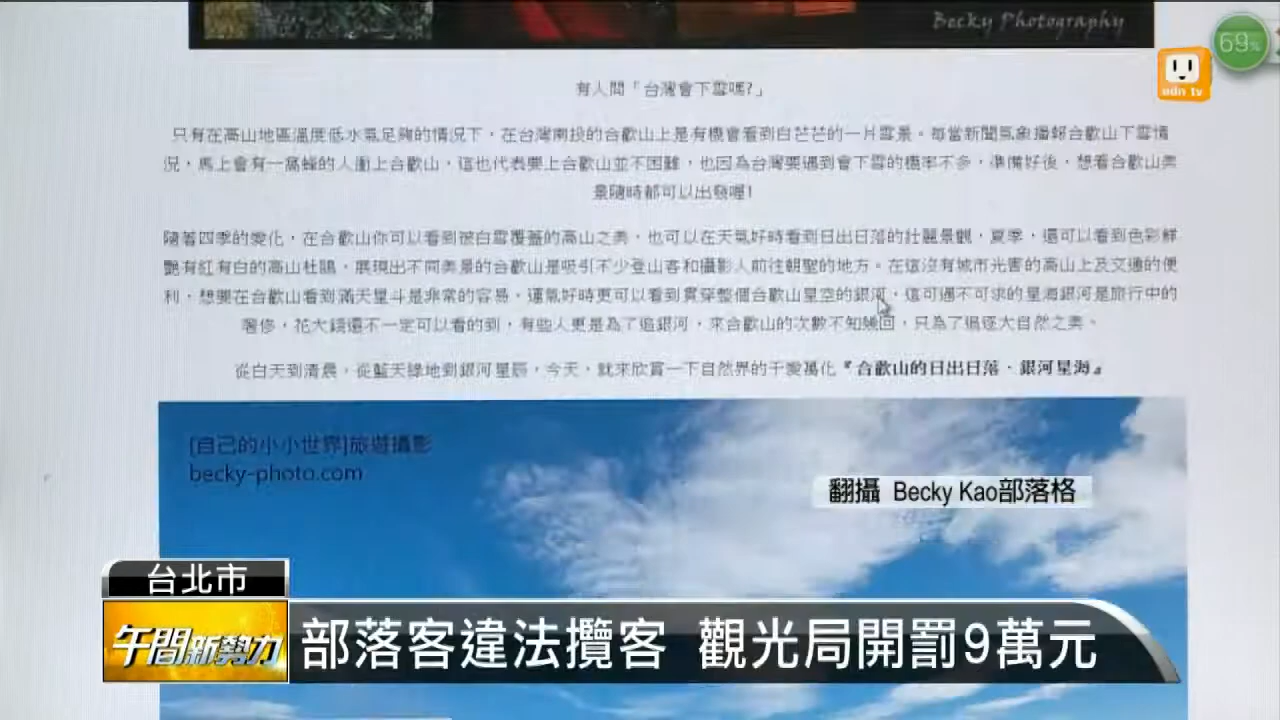 Becky Photography
69%
udn tv
有人問「台灣會下雪嗎?」
只有在高山地區溫度低水氣足夠的情況下，在台灣南投的合歡山上是有機會看到白茫茫的一片雪景。每當新聞氣象播報合歡山下雪情
況，馬上會有一窩蜂的人衝上合歡山，這也代表要上合歡山並不困難，也因為台灣要遇到會下雪的機率不多，準備好後，想看合歡山美
景隨時都可以出發喔!
隨著四季的變化，在合歡山你可以看到被白雪覆蓋的高山之美，也可以在天氣好時看到日出日落的壯麗景觀，夏季，還可以看到色彩鮮
艷有紅有白的高山杜鵑，展現出不同美景的合歡山是吸引不少登山客和攝影人前往朝聖的地方。在這沒有城市光害的高山上及交通的便
利，想要在合歡山看到滿天星斗是非常的容易，運氣好時更可以看到貫穿整個合歡山星空的銀河，這可遇不可求的星海銀河是旅行中的
奢侈，花大錢還不一定可以看的到，有些人更是為了追銀河，來合歡山的次數不知幾回，只為了追逐大自然之美。
從白天到清晨，從藍天綠地到銀河星辰，今天，就來欣賞一下自然界的千變萬化『合歡山的日出日落．銀河星海』
[自己的小小世界]旅遊攝影
becky-photo.com
翻攝 Becky Kao部落格
台北市
午間新勢力
部落客違法攬客 觀光局開罰9萬元